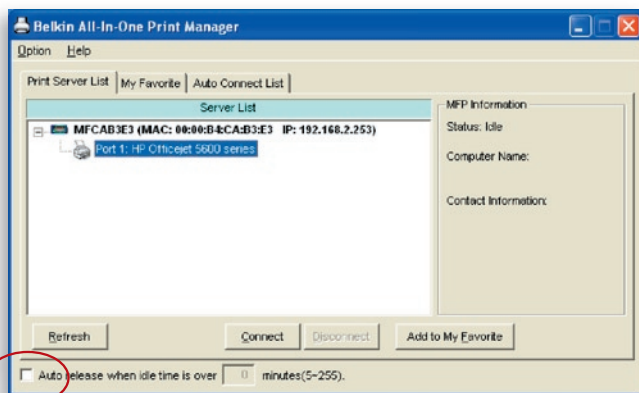 Belkin All-In-One Print Manager
Option Help
Print Server List My Favorite Auto Connect List
Server List
MFCAB3E3 (MAC: 00:00:B4:CA:B3:E3 IP: 192.168.2.253)
Port 1: HP Officejet 5600 series
MFP Information
Status: Idle
Computer Name:
Contact Information:
Refresh Connect Disconnect Add to My Favorite
Auto release when idle time is over 0 minutes(5~255).